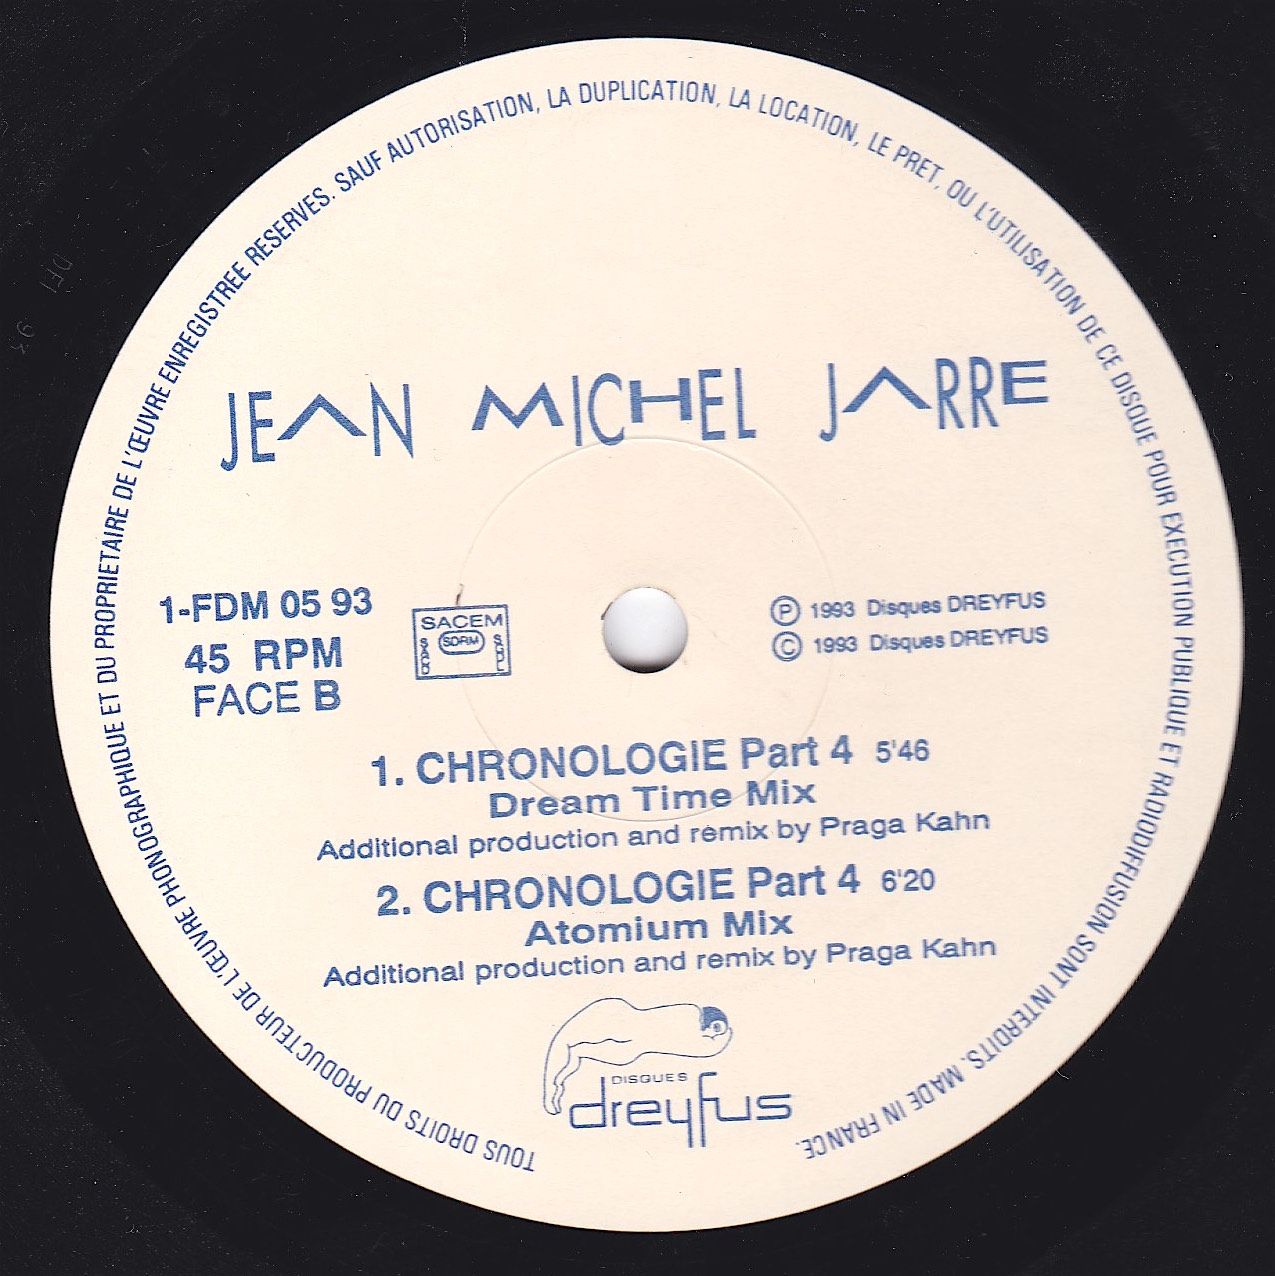 TOUS DROITS DU PRODUCTEUR DE L'ŒUVRE PHONOGRAPHIQUE ET DU PROPRIETAIRE DE L'ŒUVRE ENREGISTREE RESERVES. SAUF AUTORISATION, LA DUPLICATION, LA LOCATION, LE PRET, OU L'UTILISATION DE CE DISQUE POUR EXECUTION PUBLIQUE ET RADIODIFFUSION SONT INTERDITS. MADE IN FRANCE.
JEAN MICHEL JARRE
1-FDM 05 93
45 RPM
FACE B
SACEM
SACD SDRM SGDL
Ⓟ 1993 Disques DREYFUS
© 1993 Disques DREYFUS
1. CHRONOLOGIE Part 4 5'46
Dream Time Mix
Additional production and remix by Praga Kahn
2. CHRONOLOGIE Part 4 6'20
Atomium Mix
Additional production and remix by Praga Kahn
DISQUES
dreyfus